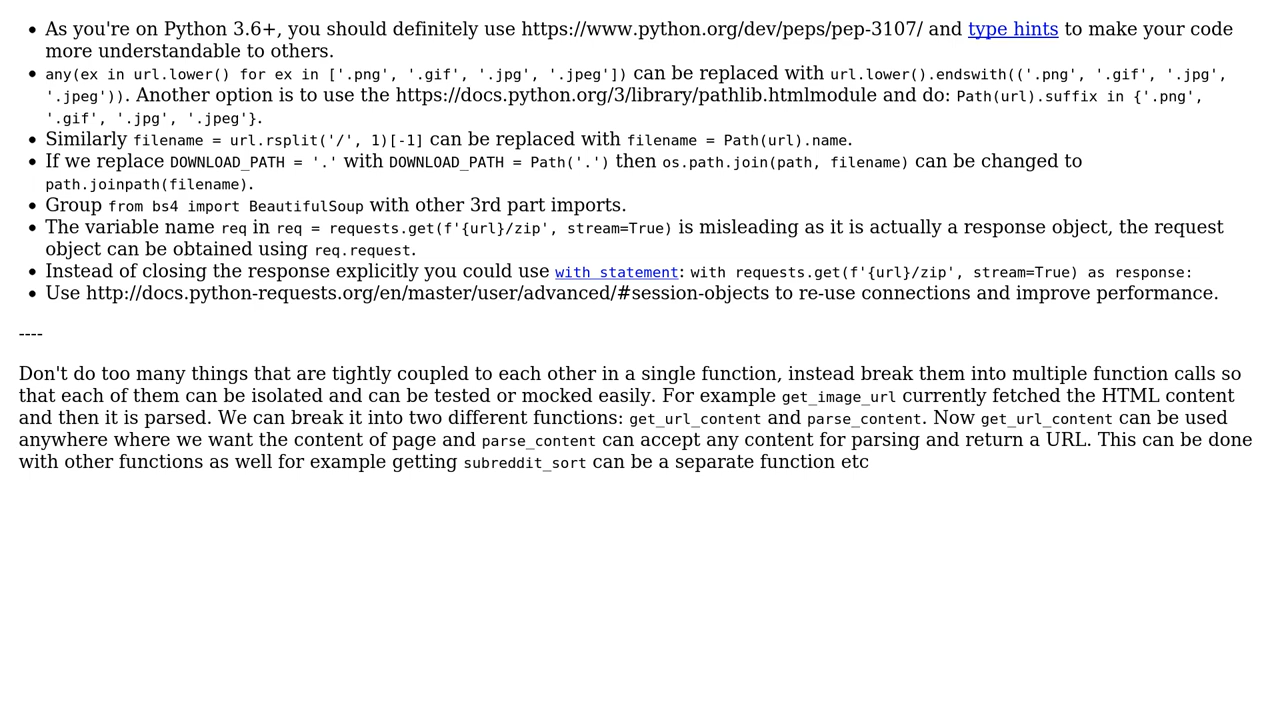 • As you're on Python 3.6+, you should definitely use https://www.python.org/dev/peps/pep-3107/ and type hints to make your code
more understandable to others.
• any(ex in url.lower() for ex in ['.png', '.gif', '.jpg', '.jpeg']) can be replaced with url.lower().endswith(('.png', '.gif', '.jpg',
'.jpeg')). Another option is to use the https://docs.python.org/3/library/pathlib.htmlmodule and do: Path(url).suffix in {'.png',
'.gif', '.jpg', '.jpeg'}.
• Similarly filename = url.rsplit('/', 1)[-1] can be replaced with filename = Path(url).name.
• If we replace DOWNLOAD_PATH = '.' with DOWNLOAD_PATH = Path('.') then os.path.join(path, filename) can be changed to
path.joinpath(filename).
• Group from bs4 import BeautifulSoup with other 3rd part imports.
• The variable name req in req = requests.get(f'{url}/zip', stream=True) is misleading as it is actually a response object, the request
object can be obtained using req.request.
• Instead of closing the response explicitly you could use with statement: with requests.get(f'{url}/zip', stream=True) as response:
• Use http://docs.python-requests.org/en/master/user/advanced/#session-objects to re-use connections and improve performance.
----
Don't do too many things that are tightly coupled to each other in a single function, instead break them into multiple function calls so
that each of them can be isolated and can be tested or mocked easily. For example get_image_url currently fetched the HTML content
and then it is parsed. We can break it into two different functions: get_url_content and parse_content. Now get_url_content can be used
anywhere where we want the content of page and parse_content can accept any content for parsing and return a URL. This can be done
with other functions as well for example getting subreddit_sort can be a separate function etc